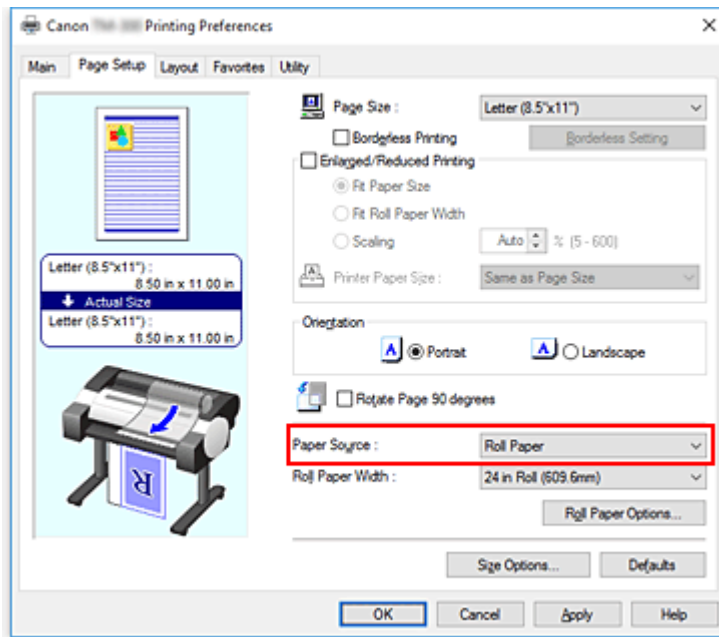 Canon Printing Preferences
Main Page Setup Layout Favorites Utility
Page Size : Letter (8.5"x11")
Borderless Printing Borderless Setting
Enlarged/Reduced Printing
Fit Paper Size
Fit Roll Paper Width
Scaling Auto % (5 - 600)
Printer Paper Size : Same as Page Size
Letter (8.5"x11") :
8.50 in x 11.00 in
Actual Size
Letter (8.5"x11") :
8.50 in x 11.00 in
Orientation
A Portrait A Landscape
Rotate Page 90 degrees
Paper Source : Roll Paper
Roll Paper Width : 24 in Roll (609.6mm)
R
Roll Paper Options...
Size Options... Defaults
OK Cancel Apply Help